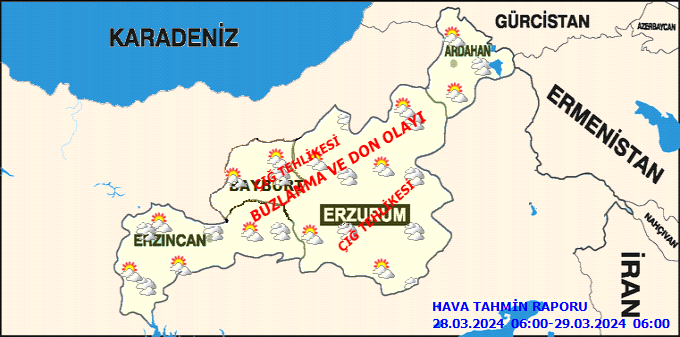 GÜRCİSTAN
AZERBAYCAN
KARADENİZ
ARDAHAN
ERMENİSTAN
ÇIĞ TEHLİKESİ
BUZLANMA VE DON OLAYI
BAYBURT
ERZURUM
ÇIĞ TEHLİKESİ
ERZİNCAN
NAHÇIVAN
İRAN
HAVA TAHMİN RAPORU
28.03.2024 06:00-29.03.2024 06:00